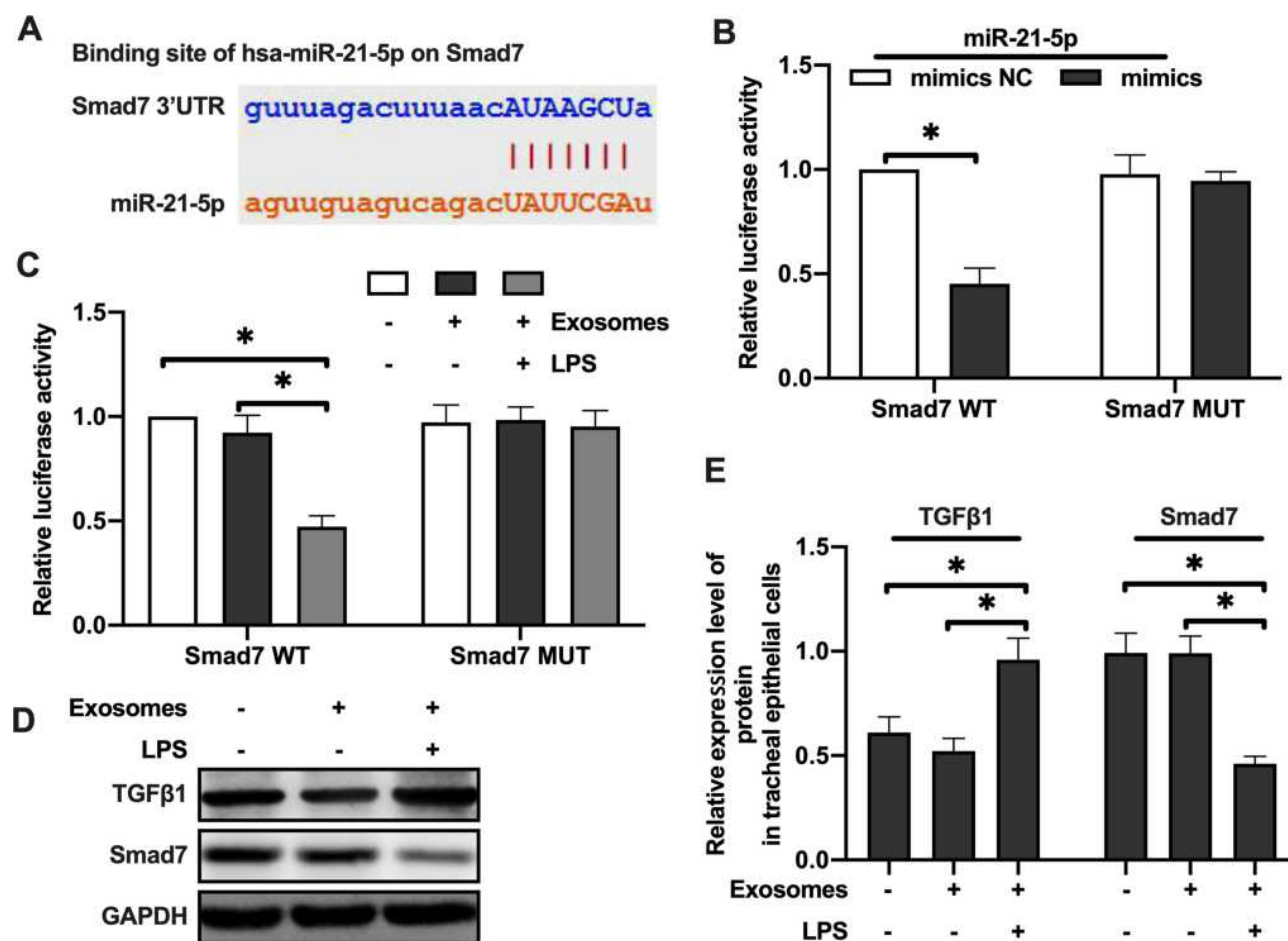 A
Binding site of hsa-miR-21-5p on Smad7
Smad7 3’UTR guuuagacuuuaacAUAAGCUa
miR-21-5p aguuguagucagacUAUUCGAu
B
miR-21-5p
mimics NC mimics
Relative luciferase activity
1.5
1.0
0.5
0.0
*
Smad7 WT Smad7 MUT
C
Relative luciferase activity
1.5
1.0
0.5
0.0
- + + Exosomes
- - + LPS
*
*
Smad7 WT Smad7 MUT
D
Exosomes - + +
LPS - - +
TGFβ1
Smad7
GAPDH
E
TGFβ1 Smad7
Relative expression level of
protein
in tracheal epithelial cells
1.5
1.0
0.5
0.0
* *
* *
Exosomes - + + - + +
LPS - - + - - +